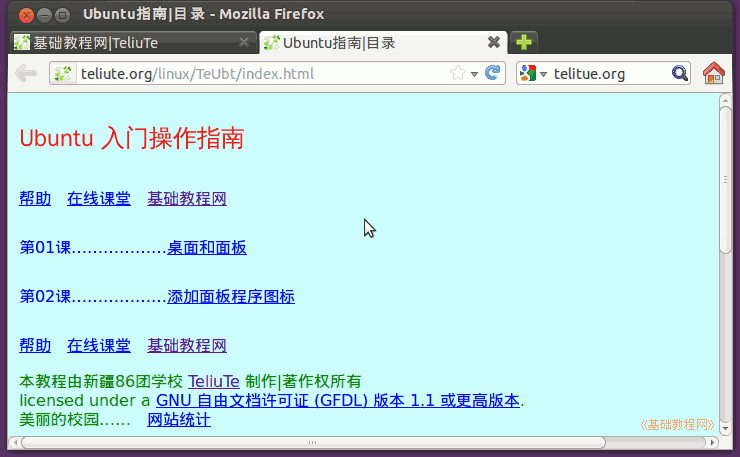 Ubuntu指南|目录 - Mozilla Firefox
基础教程网|TeliuTe
Ubuntu指南|目录
teliute.org/linux/TeUbt/index.html
telitue.org
Ubuntu 入门操作指南
帮助 在线课堂 基础教程网
第01课………………桌面和面板
第02课………………添加面板程序图标
帮助 在线课堂 基础教程网
本教程由新疆86团学校 TeliuTe 制作|著作权所有
licensed under a GNU 自由文档许可证 (GFDL) 版本 1.1 或更高版本.
美丽的校园…… 网站统计
《基础教程网》